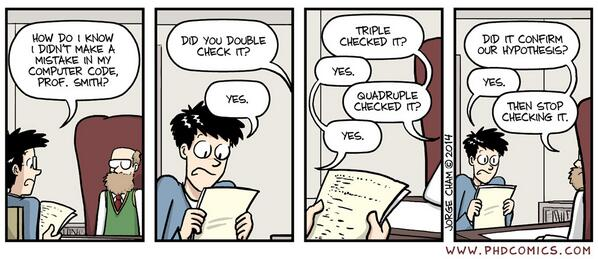 HOW DO I KNOW
I DIDN'T MAKE A
MISTAKE IN MY
COMPUTER CODE,
PROF. SMITH?
DID YOU DOUBLE
CHECK IT?
YES.
TRIPLE
CHECKED IT?
YES.
QUADRUPLE
CHECKED IT?
YES.
JORGE CHAM © 2014
DID IT CONFIRM
OUR HYPOTHESIS?
YES.
THEN STOP
CHECKING IT.
WWW.PHDCOMICS.COM